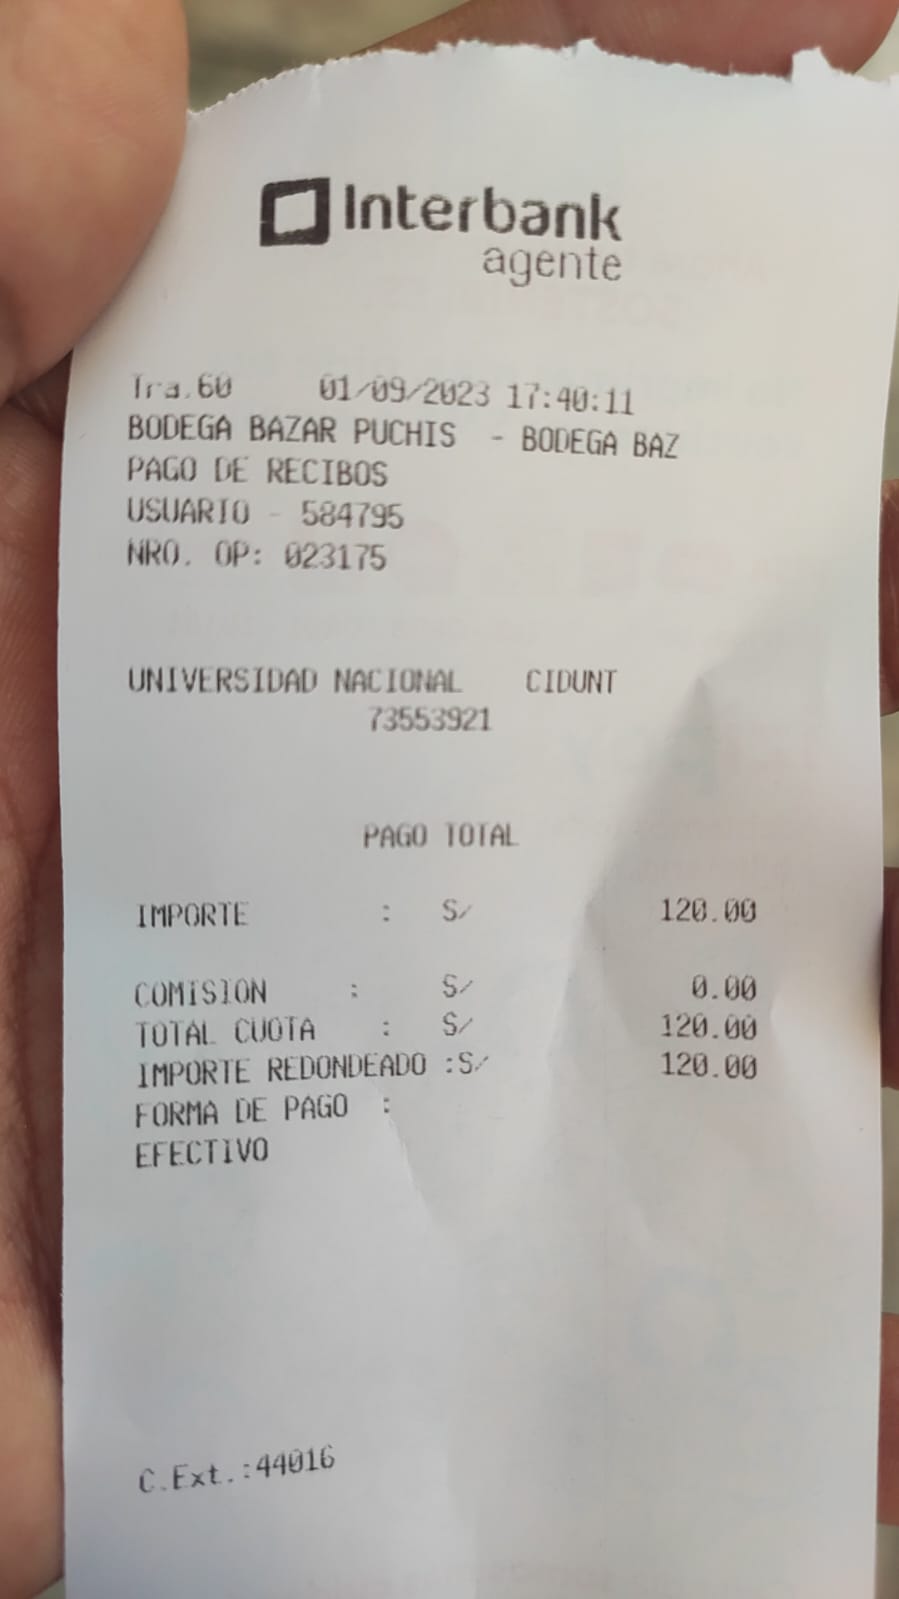 Interbank
agente
Tra.60 01/09/2023 17:40:11
BODEGA BAZAR PUCHIS - BODEGA BAZ
PAGO DE RECIBOS
USUARIO - 584795
NRO. OP: 023175
UNIVERSIDAD NACIONAL CIDUNT
73553921
PAGO TOTAL
IMPORTE : S/ 120.00
COMISION : S/ 0.00
TOTAL CUOTA : S/ 120.00
IMPORTE REDONDEADO :S/ 120.00
FORMA DE PAGO :
EFECTIVO
C.Ext.:44016